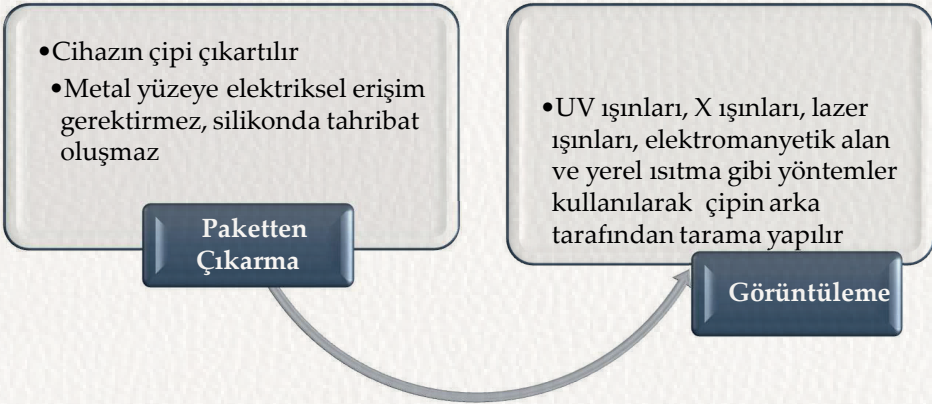 •Cihazın çipi çıkartılır
•Metal yüzeye elektriksel erişim
gerektirmez, silikonda tahribat
oluşmaz
Paketten
Çıkarma
•UV ışınları, X ışınları, lazer
ışınları, elektromanyetik alan
ve yerel ısıtma gibi yöntemler
kullanılarak çipin arka
tarafından tarama yapılır
Görüntüleme